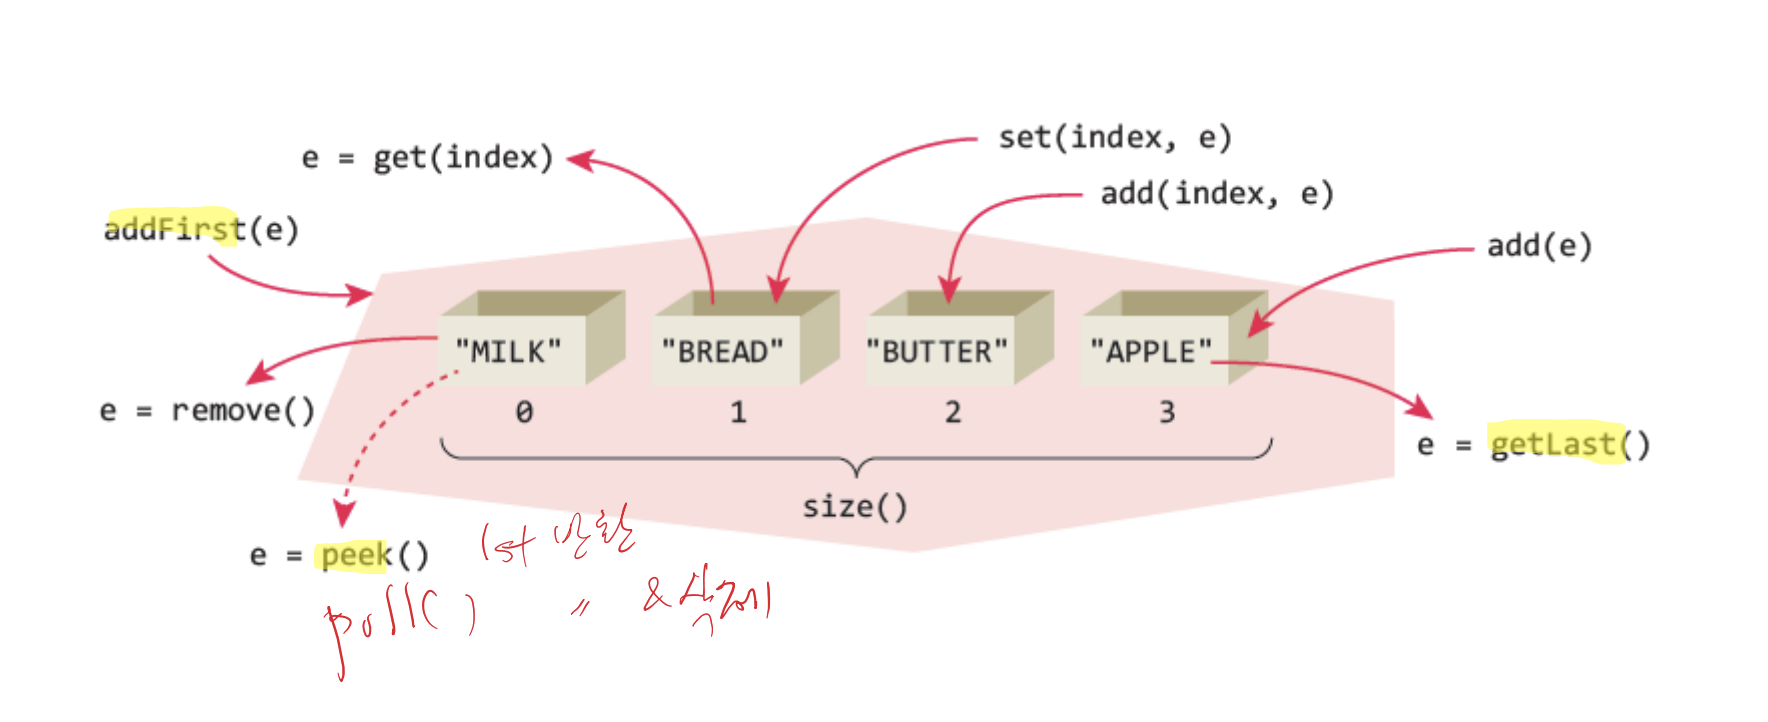 set(index, e)
e = get(index)
add(index, e)
addFirst(e)
add(e)
"MILK" "BREAD" "BUTTER" "APPLE"
e = remove() 0 1 2 3
e = getLast()
size()
e = peek() 1st 반환
poll() 〃 & 삭제